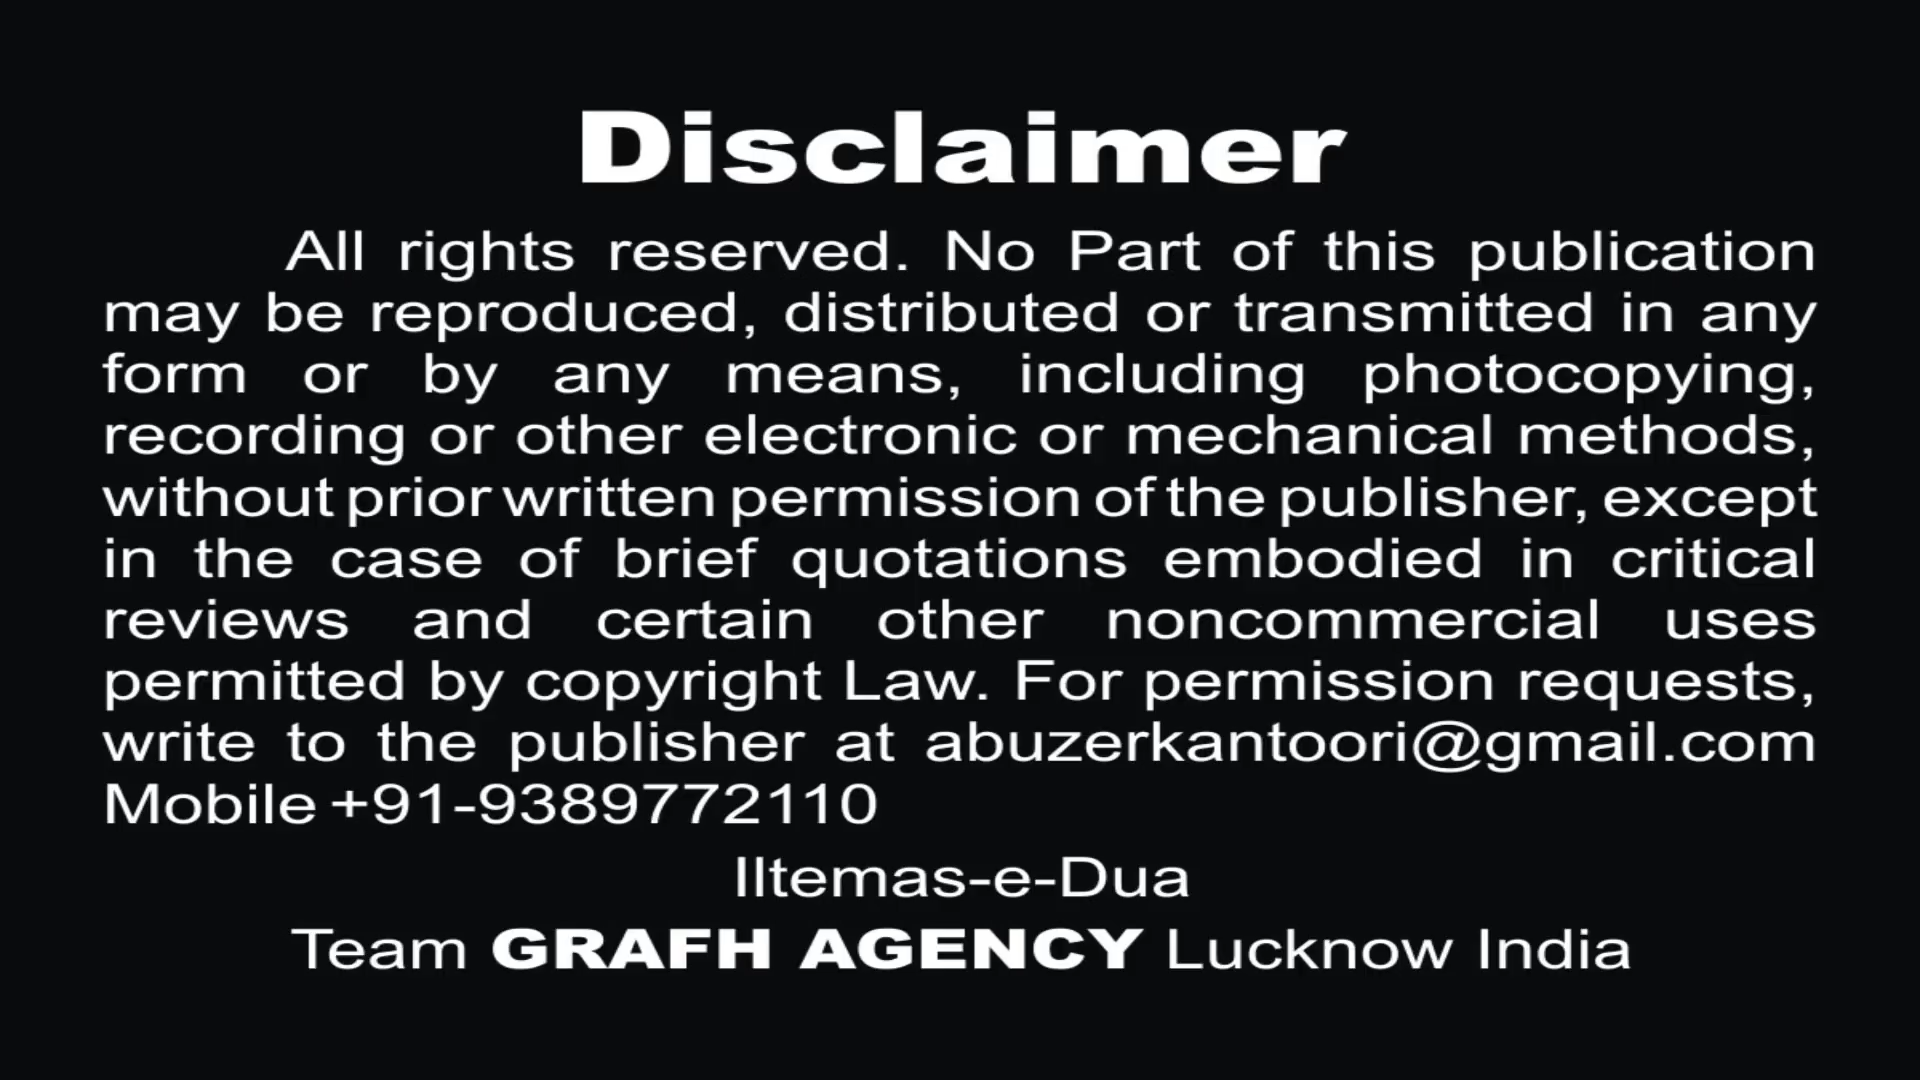 Disclaimer
All rights reserved. No Part of this publication
may be reproduced, distributed or transmitted in any
form or by any means, including photocopying,
recording or other electronic or mechanical methods,
without prior written permission of the publisher, except
in the case of brief quotations embodied in critical
reviews and certain other noncommercial uses
permitted by copyright Law. For permission requests,
write to the publisher at abuzerkantoori@gmail.com
Mobile +91-9389772110
Iltemas-e-Dua
Team GRAFH AGENCY Lucknow India